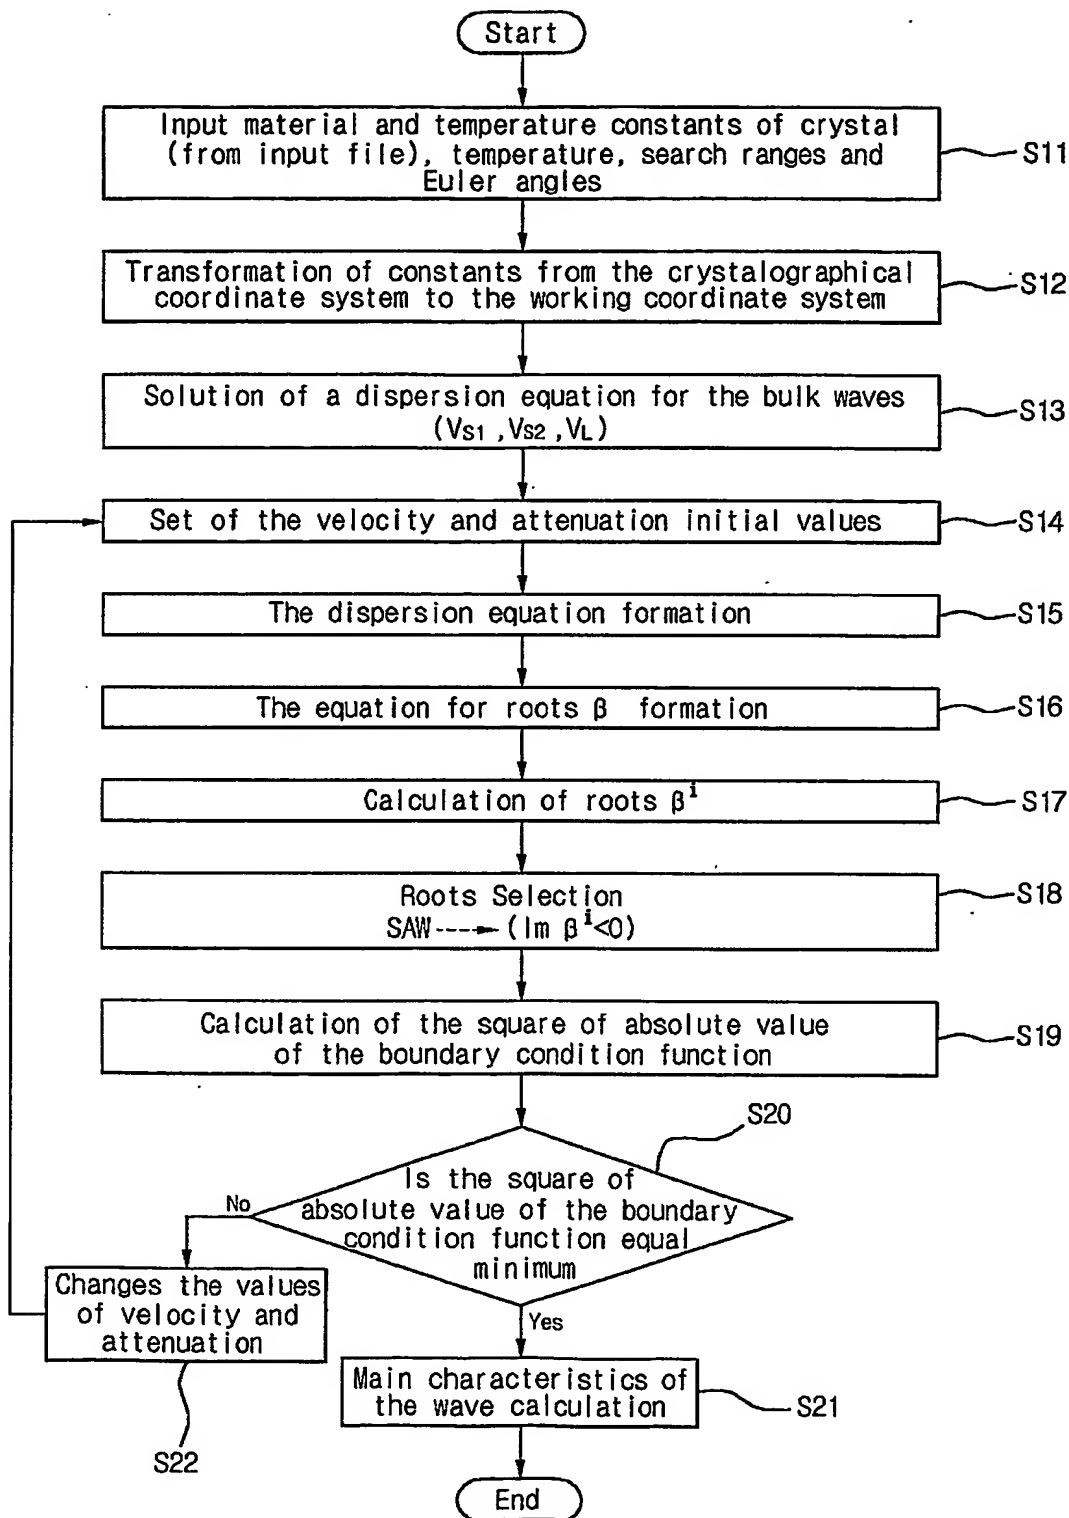 Start
Input material and temperature constants of crystal
(from input file), temperature, search ranges and
Euler angles
S11
Transformation of constants from the crystalographical
coordinate system to the working coordinate system
S12
Solution of a dispersion equation for the bulk waves
(VS1 ,VS2 ,VL)
S13
Set of the velocity and attenuation initial values
S14
The dispersion equation formation
S15
The equation for roots β formation
S16
Calculation of roots βⁱ
S17
Roots Selection
SAW ----→ (Im βⁱ<0)
S18
Calculation of the square of absolute value
of the boundary condition function
S19
S20
Is the square of
absolute value of the boundary
condition function equal
minimum
No
Yes
Changes the values
of velocity and
attenuation
S22
Main characteristics of
the wave calculation
S21
End